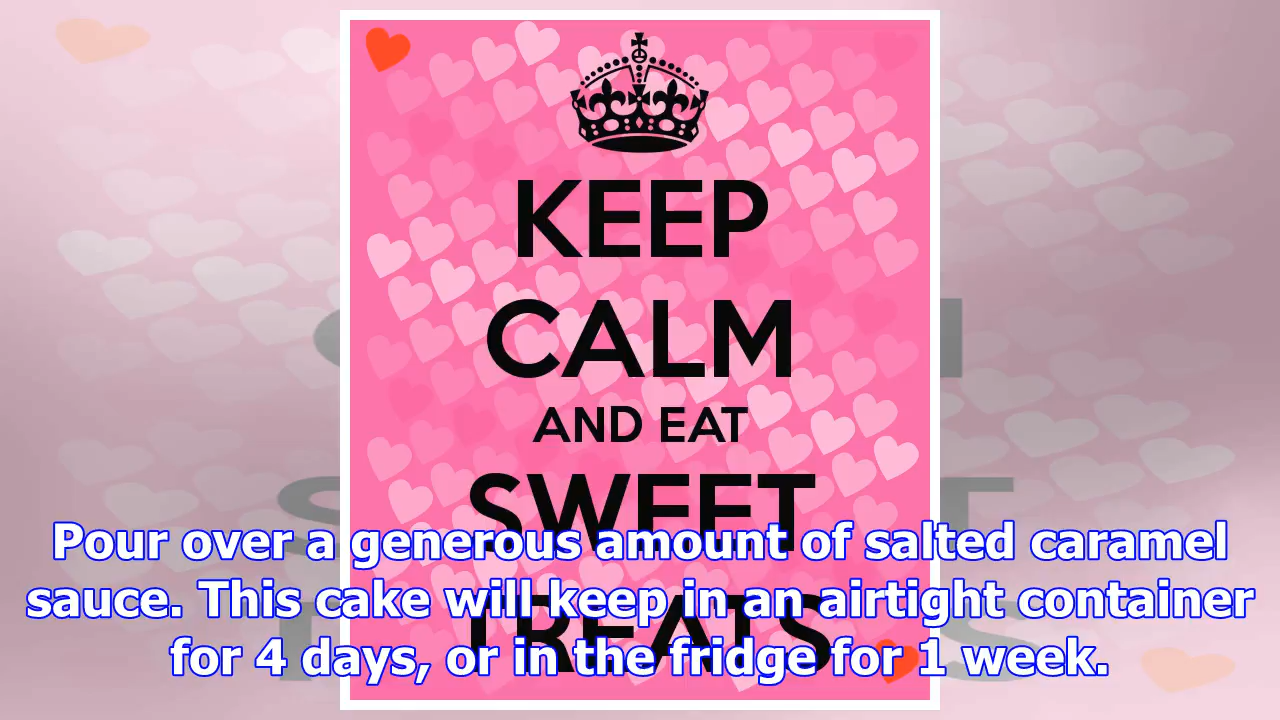 KEEP
CALM
AND EAT
SWEET
TREATS
Pour over a generous amount of salted caramel
sauce. This cake will keep in an airtight container
for 4 days, or in the fridge for 1 week.